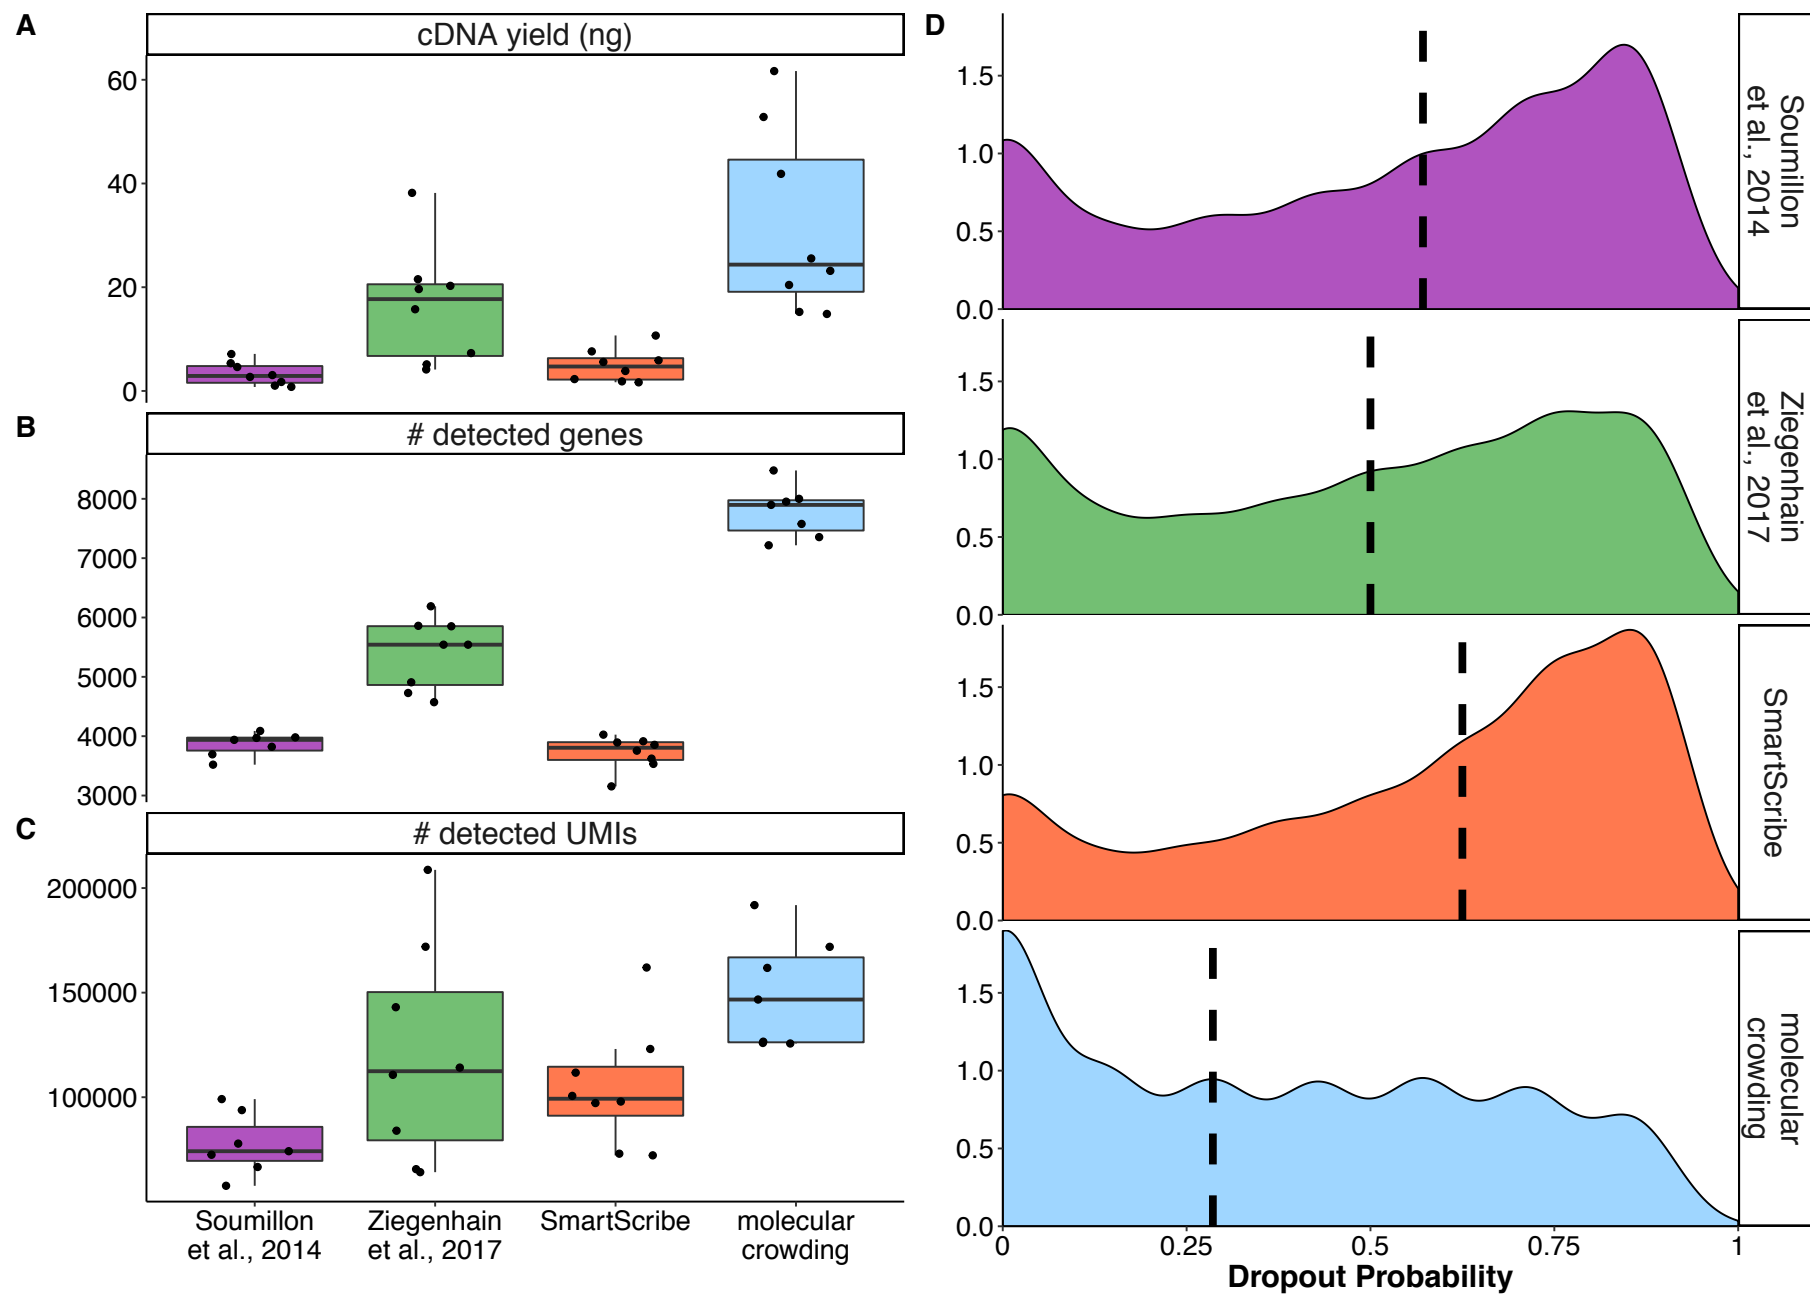 A
cDNA yield (ng)
60
40
20
0
B
# detected genes
8000
7000
6000
5000
4000
3000
C
# detected UMIs
200000
150000
100000
Soumillon
et al., 2014
Ziegenhain
et al., 2017
SmartScribe
molecular
crowding
D
1.5
1.0
0.5
0.0
Soumillon
et al., 2014
1.5
1.0
0.5
0.0
Ziegenhain
et al., 2017
1.5
1.0
0.5
0.0
SmartScribe
1.5
1.0
0.5
0.0
molecular
crowding
0
0.25
0.5
0.75
1
Dropout Probability